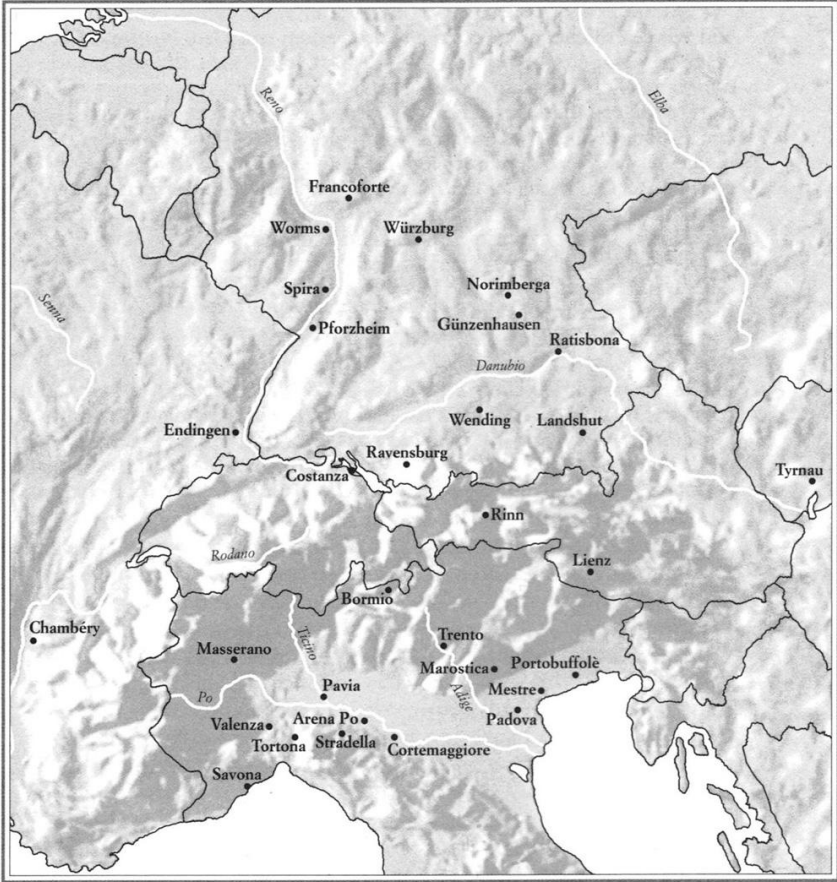 Reno
Elba
Francoforte
Worms
Würzburg
Senna
Spira
Norimberga
Günzenhausen
Pforzheim
Ratisbona
Danubio
Wending
Landshut
Endingen
Ravensburg
Costanza
Tyrnau
Rinn
Rodano
Lienz
Bormio
Chambéry
Masserano
Ticino
Trento
Marostica
Portobuffolè
Po
Pavia
Adige
Mestre
Padova
Valenza
Arena Po
Tortona
Stradella
Cortemaggiore
Savona